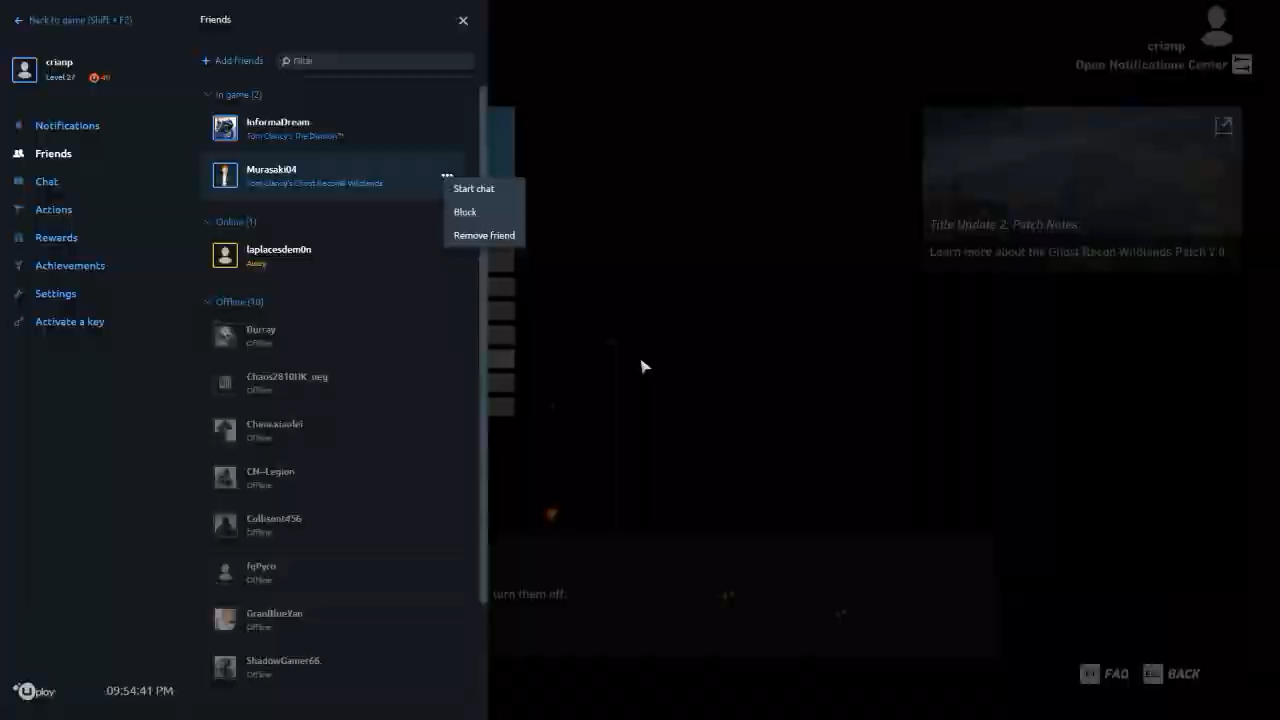 Back to game (Shift + F2)
Friends
crianp
Level 27
40
Add friends
Filter
Notifications
Friends
Chat
Actions
Rewards
Achievements
Settings
Activate a key
In game (2)
InformaDream
Tom Clancy's The Division™
Murasaki04
Tom Clancy's Ghost Recon® Wildlands
Start chat
Block
Remove friend
Online (1)
laplacesdem0n
Away
Offline (10)
Offline
Offline
Offline
CN-Legion
Offline
Offline
fqPyro
Offline
GranBlueYan
Offline
ShadowGamer66.
Offline
uplay
09:54:41 PM
crianp
Open Notifications Center
Title Update 2. Patch Notes.
Learn more about the Ghost Recon Wildlands Patch
turn them off.
FAQ
BACK